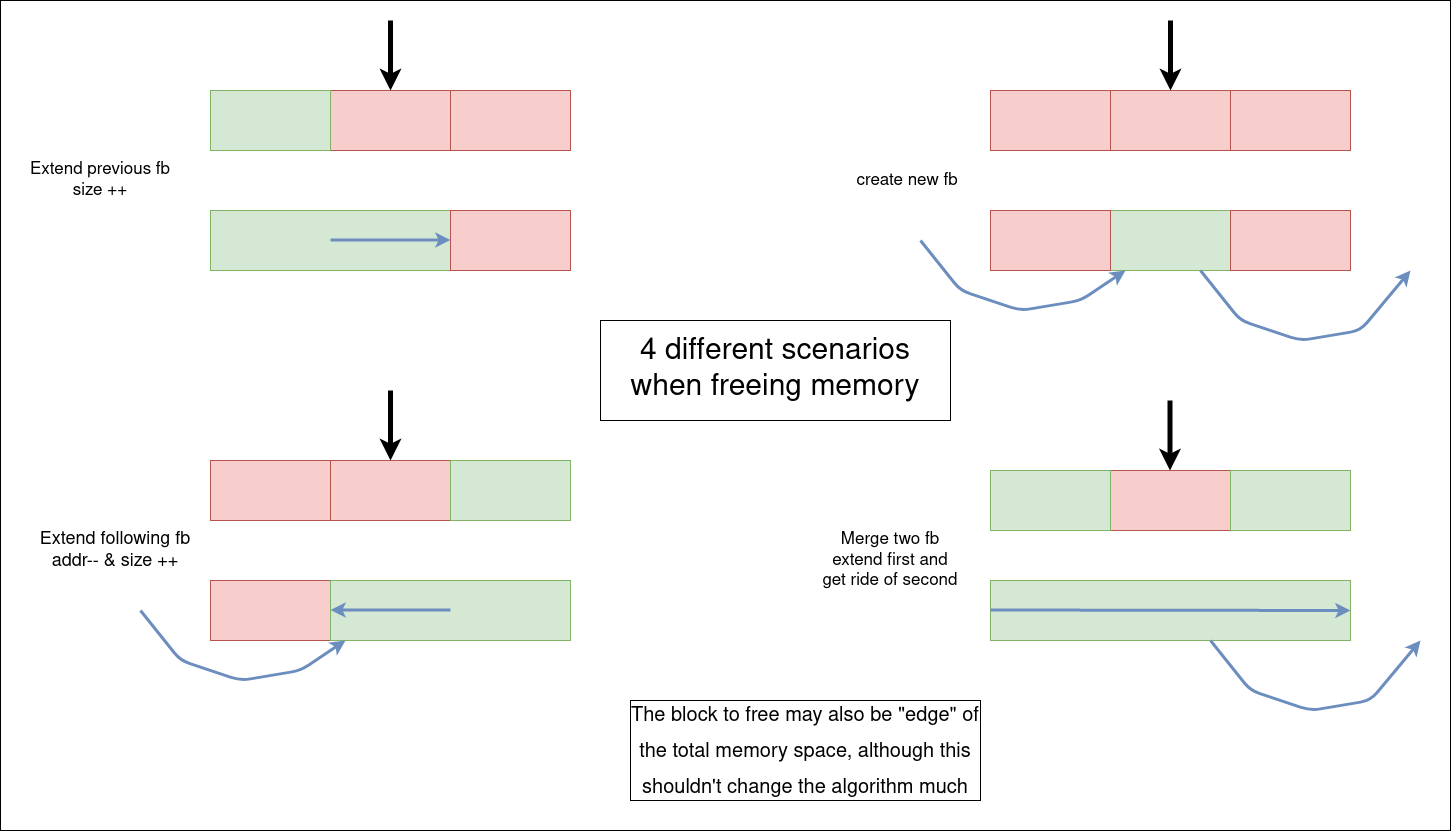 Extend previous fb
size ++
create new fb
4 different scenarios
when freeing memory
Extend following fb
addr-- & size ++
Merge two fb
extend first and
get ride of second
The block to free may also be "edge" of
the total memory space, although this
shouldn't change the algorithm much